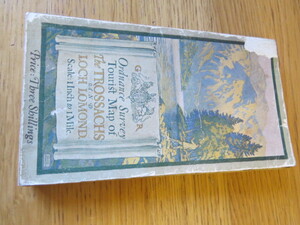 Ordnance Survey
Tourist Map of
The TROSSACHS
LOCH LOMOND
Scale 1 Inch to 1 Mile
Price: Three Shillings